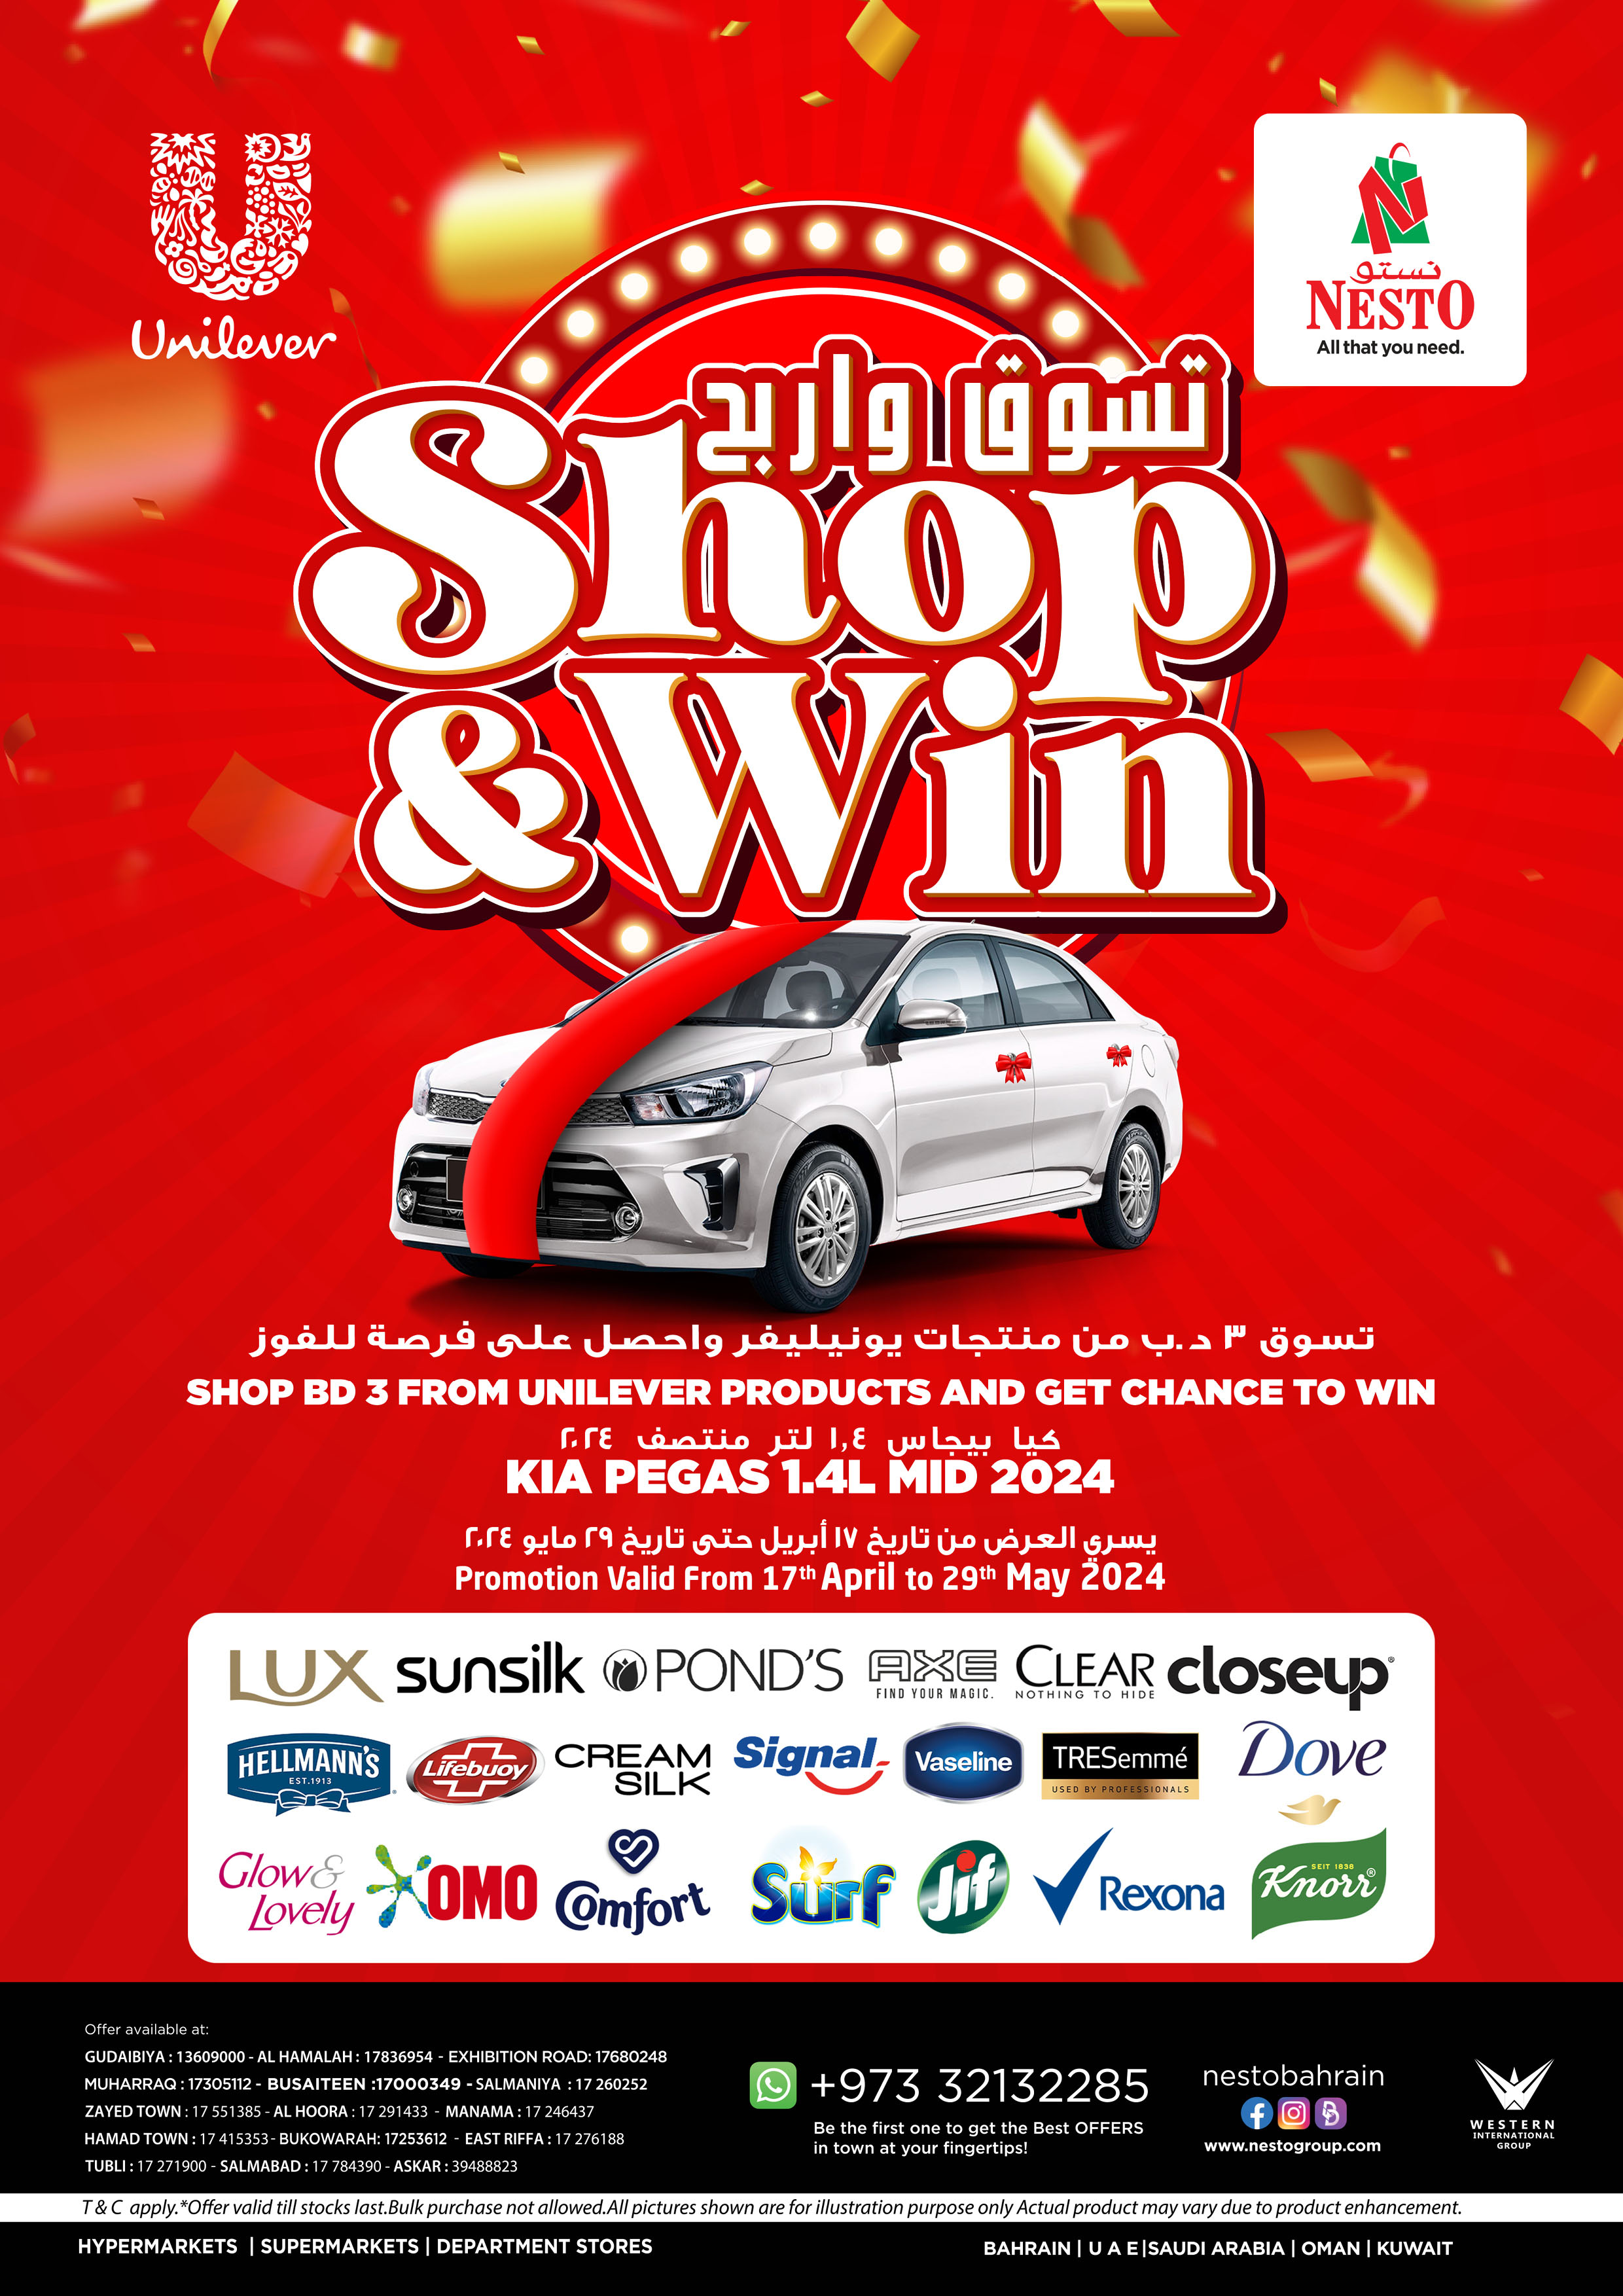 Unilever
نستو
NESTO
All that you need.
تسوق واربح
Shop
& Win
تسوق ٣ د.ب من منتجات يونيليفر واحصل على فرصة للفوز
SHOP BD 3 FROM UNILEVER PRODUCTS AND GET CHANCE TO WIN
كيا بيجاس ١,٤ لتر منتصف ٢٠٢٤
KIA PEGAS 1.4L MID 2024
يسري العرض من تاريخ ١٧ أبريل حتى تاريخ ٢٩ مايو ٢٠٢٤
Promotion Valid From 17th April to 29th May 2024
LUX sunsilk POND'S AXE CLEAR closeup®
FIND YOUR MAGIC. NOTHING TO HIDE
HELLMANN'S Lifebuoy CREAM SILK Signal Vaseline TRESemmé Dove
EST.1913 USED BY PROFESSIONALS
Glow & Lovely OMO Comfort Surf Jif Rexona Knorr®
SEIT 1838
Offer available at:
GUDAIBIYA : 13609000 - AL HAMALAH : 17836954 - EXHIBITION ROAD: 17680248
MUHARRAQ : 17305112 - BUSAITEEN :17000349 - SALMANIYA : 17 260252
ZAYED TOWN : 17 551385 - AL HOORA : 17 291433 - MANAMA : 17 246437
HAMAD TOWN : 17 415353 - BUKOWARAH: 17253612 - EAST RIFFA : 17 276188
TUBLI : 17 271900 - SALMABAD : 17 784390 - ASKAR : 39488823
+973 32132285
Be the first one to get the Best OFFERS
in town at your fingertips!
nestobahrain
www.nestogroup.com
WESTERN
INTERNATIONAL
GROUP
T & C apply.*Offer valid till stocks last.Bulk purchase not allowed.All pictures shown are for illustration purpose only Actual product may vary due to product enhancement.
HYPERMARKETS | SUPERMARKETS | DEPARTMENT STORES
BAHRAIN | U A E |SAUDI ARABIA | OMAN | KUWAIT